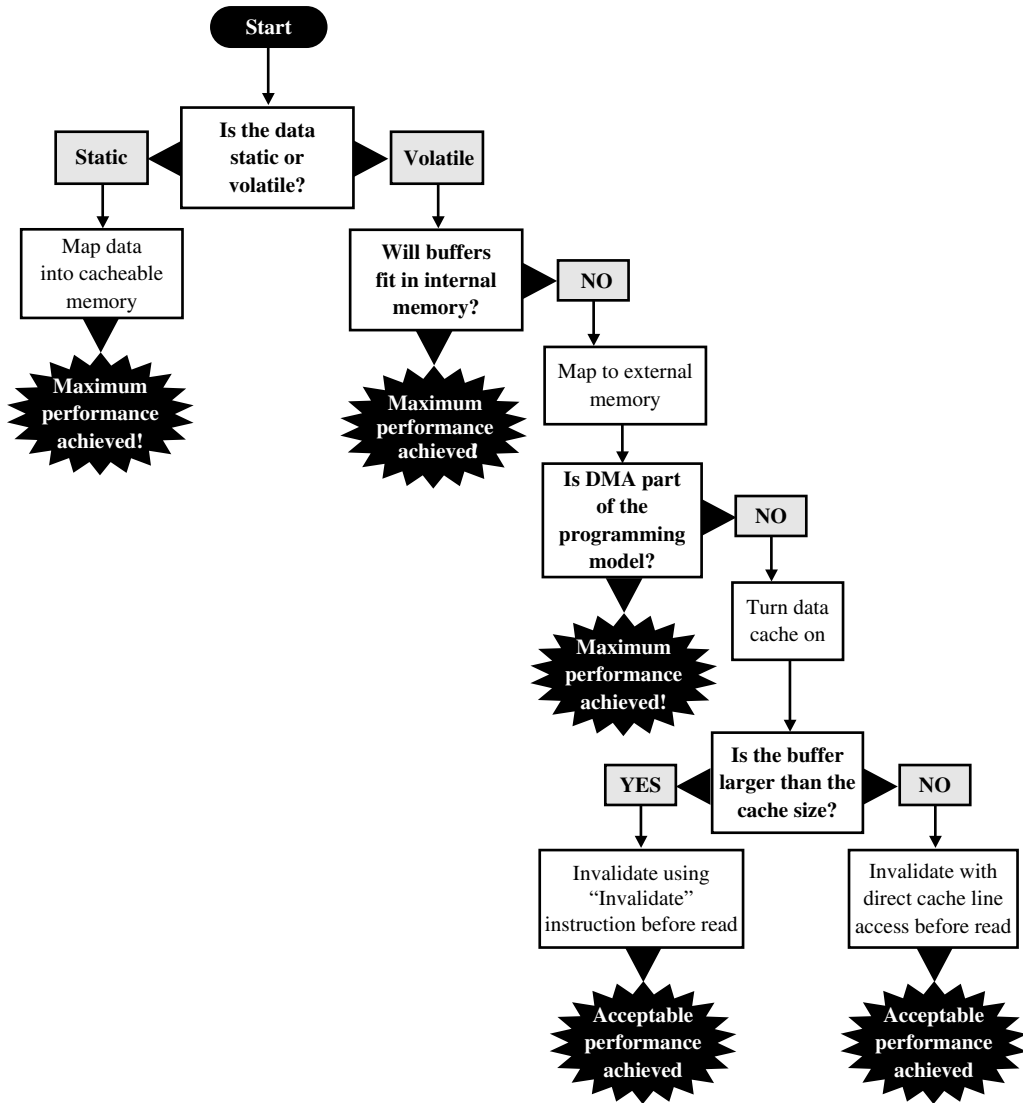 Start
Is the data
static or
volatile?
Static
Volatile
Map data
into cacheable
memory
Will buffers
fit in internal
memory?
NO
Maximum
performance
achieved!
Maximum
performance
achieved!
Map to external
memory
Is DMA part
of the
programming
model?
NO
Turn data
cache on
Maximum
performance
achieved!
Is the buffer
larger than the
cache size?
YES
NO
Invalidate using
“Invalidate”
instruction before read
Invalidate with
direct cache line
access before read
Acceptable
performance
achieved
Acceptable
performance
achieved